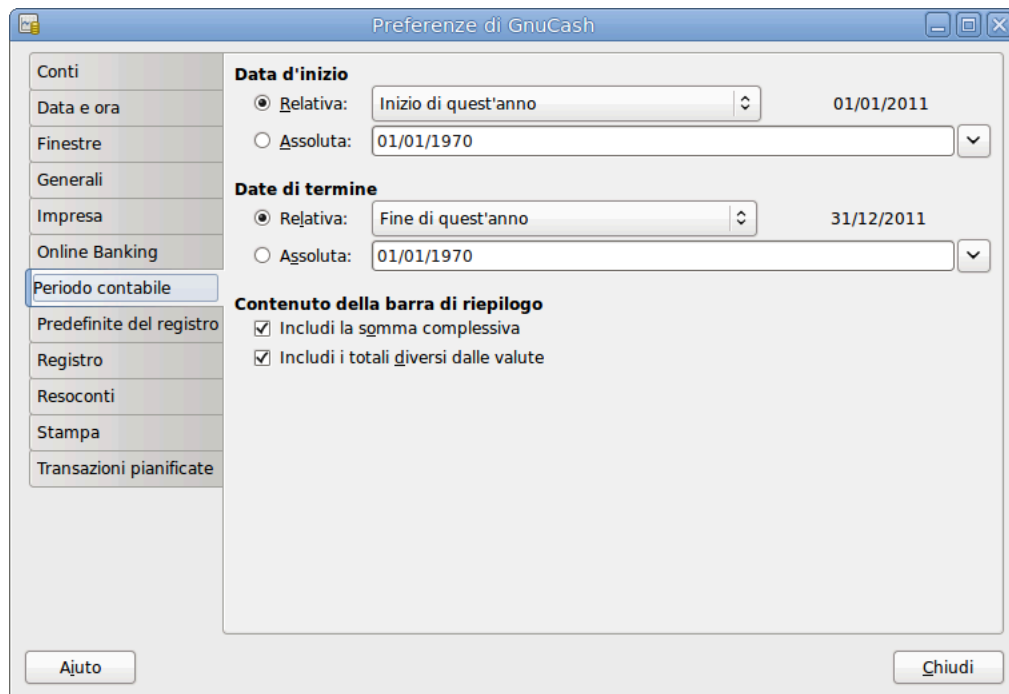 Preferenze di GnuCash
Conti
Data e ora
Finestre
Generali
Impresa
Online Banking
Periodo contabile
Predefinite del registro
Registro
Resoconti
Stampa
Transazioni pianificate
Data d'inizio
Relativa: Inizio di quest'anno 01/01/2011
Assoluta: 01/01/1970
Date di termine
Relativa: Fine di quest'anno 31/12/2011
Assoluta: 01/01/1970
Contenuto della barra di riepilogo
Includi la somma complessiva
Includi i totali diversi dalle valute
Aiuto
Chiudi